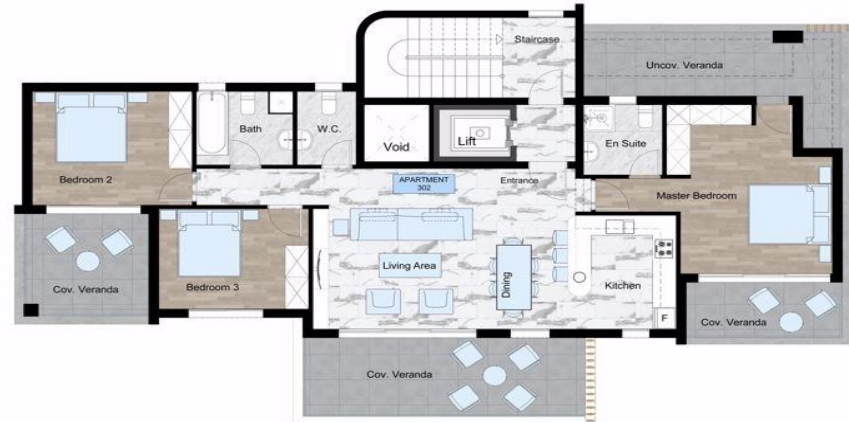 Staircase
Uncov. Veranda
Bath
W.C.
Void
Lift
En Suite
Bedroom 2
APARTMENT
302
Entrance
Master Bedroom
Cov. Veranda
Bedroom 3
Living Area
Dining
Kitchen
F
Cov. Veranda
Cov. Veranda